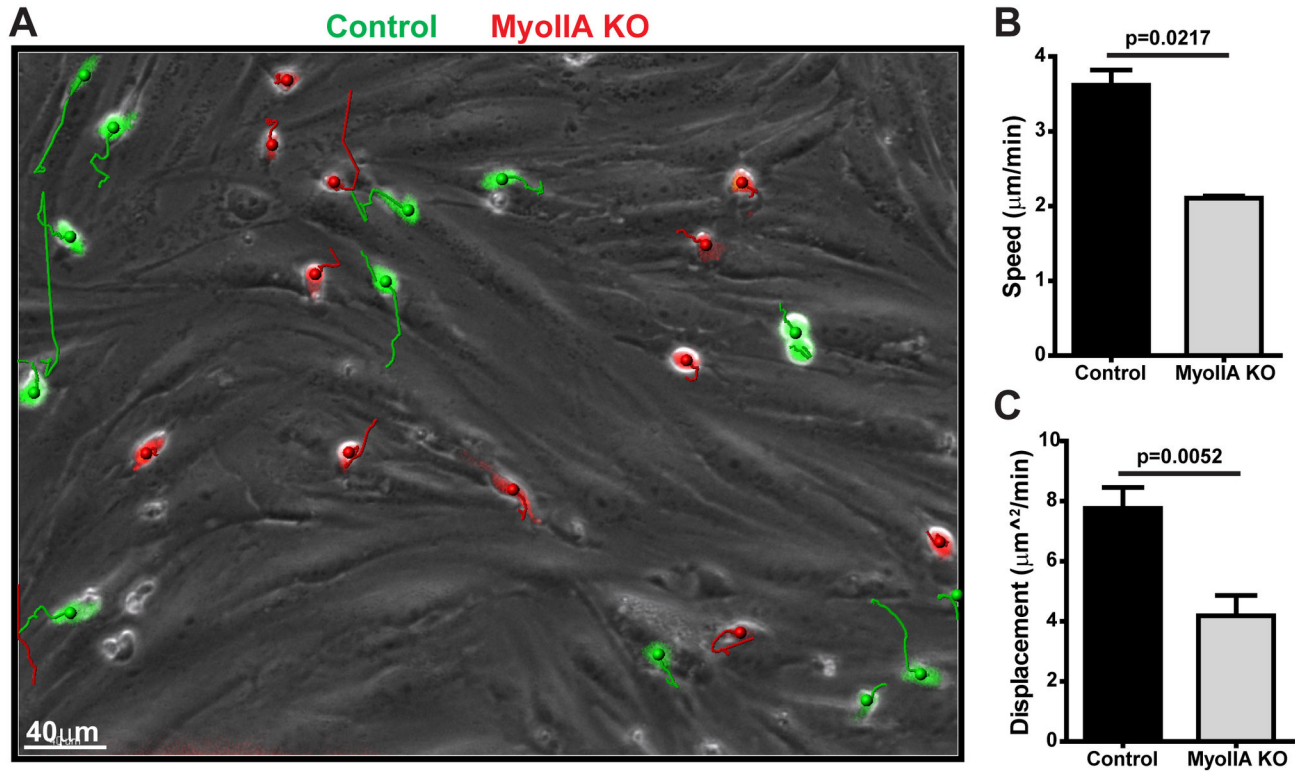 A
Control MyoIIA KO
40µm
B
p=0.0217
Speed (µm/min)
4
3
2
1
0
Control MyoIIA KO
C
p=0.0052
Displacement (µm^2/min)
10
8
6
4
2
0
Control MyoIIA KO